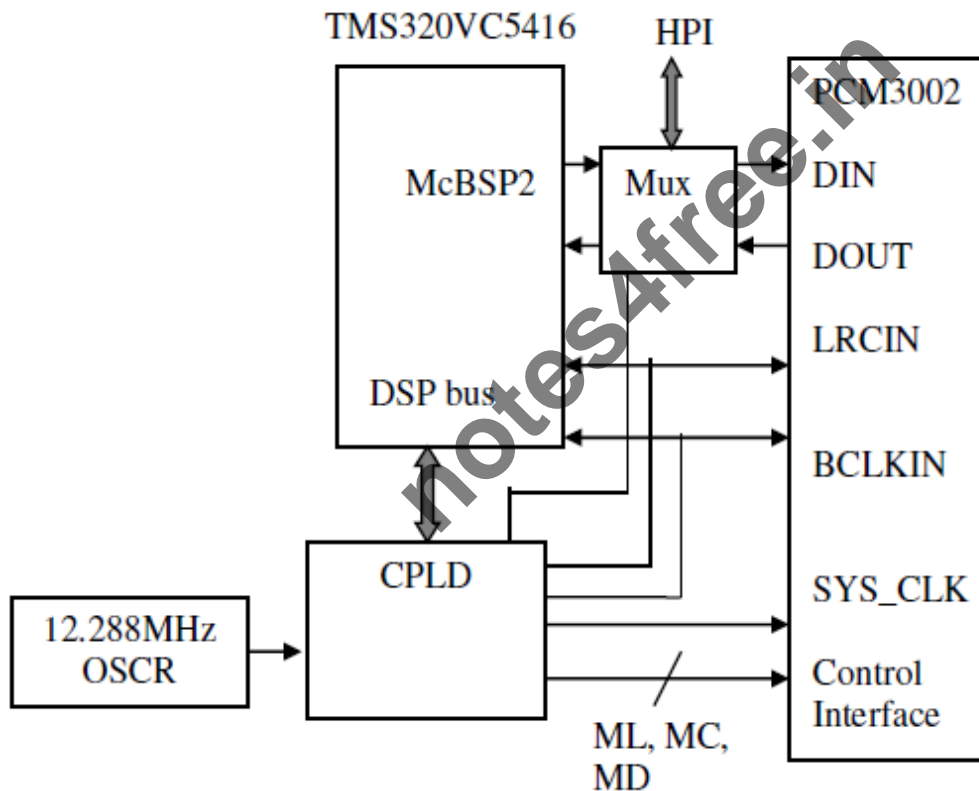 TMS320VC5416
HPI
PCM3002
McBSP2
Mux
DIN
DOUT
LRCIN
DSP bus
BCLKIN
CPLD
SYS_CLK
12.288MHz
OSCR
Control
Interface
ML, MC,
MD
notes4free.in